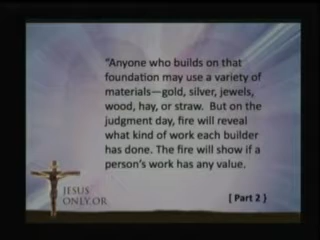 "Anyone who builds on that
foundation may use a variety of
materials—gold, silver, jewels,
wood, hay, or straw. But on the
judgment day, fire will reveal
what kind of work each builder
has done. The fire will show if a
person's work has any value.
JESUS
ONLY.OR
[ Part 2 }